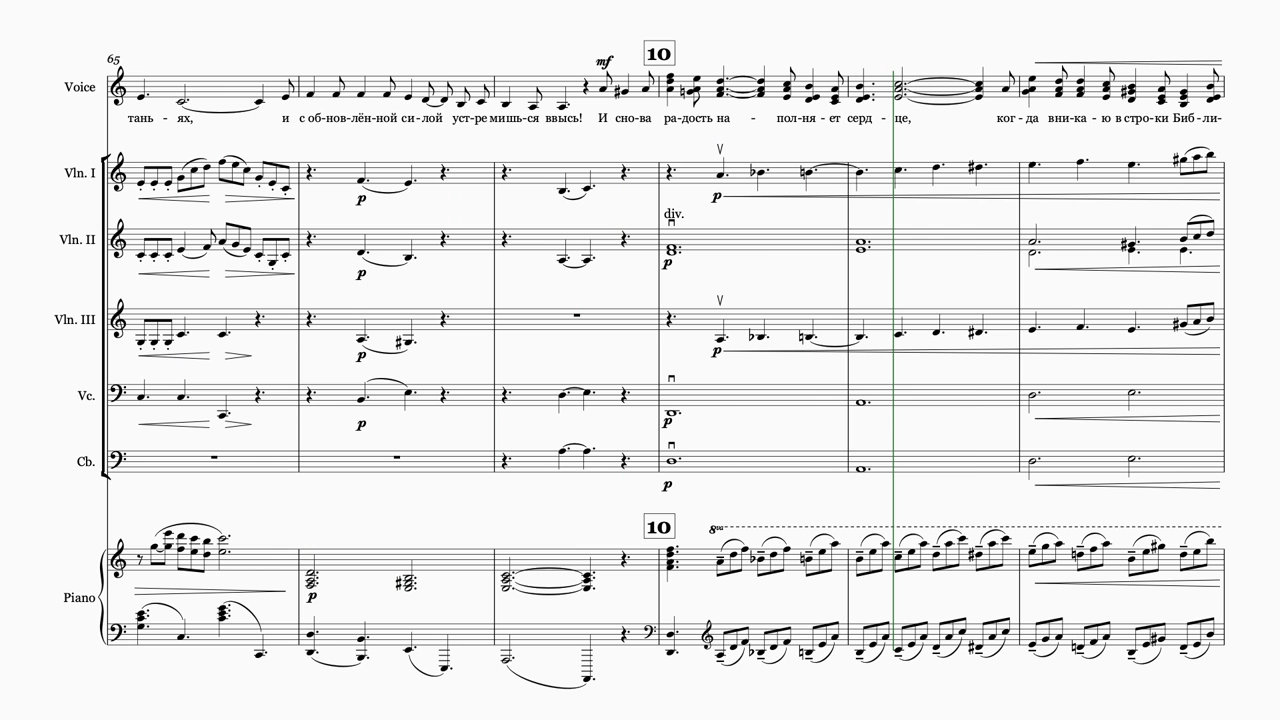 65
mf
10
Voice
тань - ях, и с об-нов-лён-ной си-лой уст-ре мишь-ся ввысь! И сно-ва ра-дость на - пол-ня-ет серд - це, ког-да вни-ка-ю в стро-ки Биб-ли-
Vln. I
p
p
div.
Vln. II
p
p
Vln. III
p
p
Vc.
p
p
Cb.
p
10
8va
Piano
p